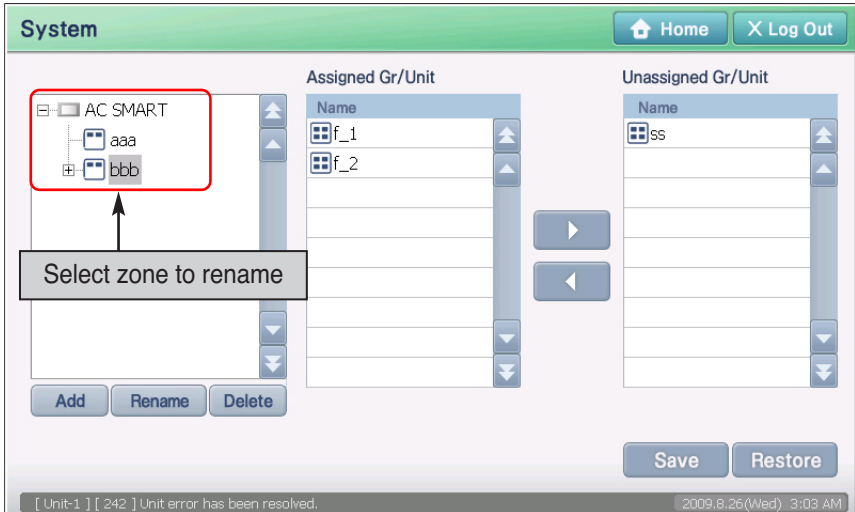 System
Home
X Log Out
AC SMART
aaa
bbb
Select zone to rename
Add Rename Delete
Assigned Gr/Unit
Name
f_1
f_2
Unassigned Gr/Unit
Name
ss
Save Restore
[ Unit-1 ] [ 242 ] Unit error has been resolved.
2009.8.26(Wed) 3:03 AM